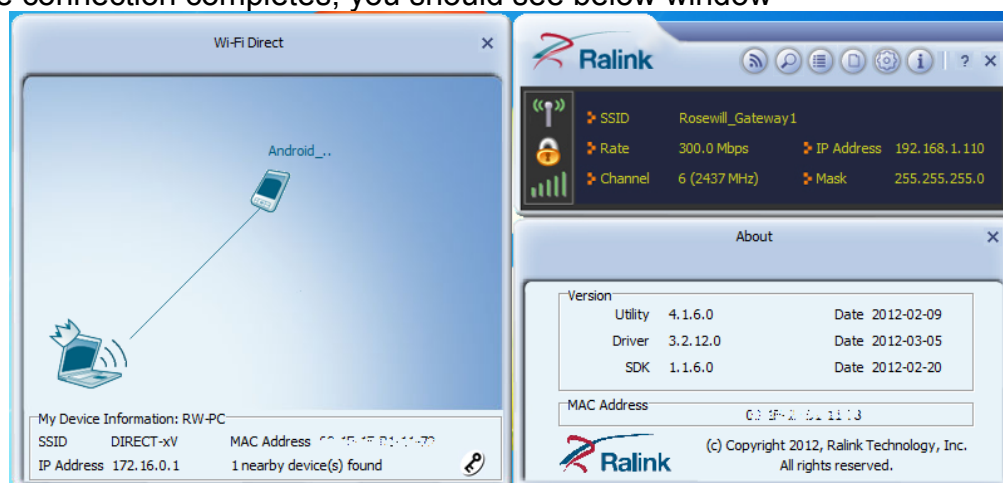 connection completes, you should see below window
Wi-Fi Direct
Android_..
My Device Information: RW-PC
SSID DIRECT-xV MAC Address
IP Address 172.16.0.1 1 nearby device(s) found
Ralink
SSID Rosewill_Gateway1
Rate 300.0 Mbps IP Address 192.168.1.110
Channel 6 (2437 MHz) Mask 255.255.255.0
About
Version
Utility 4.1.6.0 Date 2012-02-09
Driver 3.2.12.0 Date 2012-03-05
SDK 1.1.6.0 Date 2012-02-20
MAC Address
Ralink
(c) Copyright 2012, Ralink Technology, Inc.
All rights reserved.